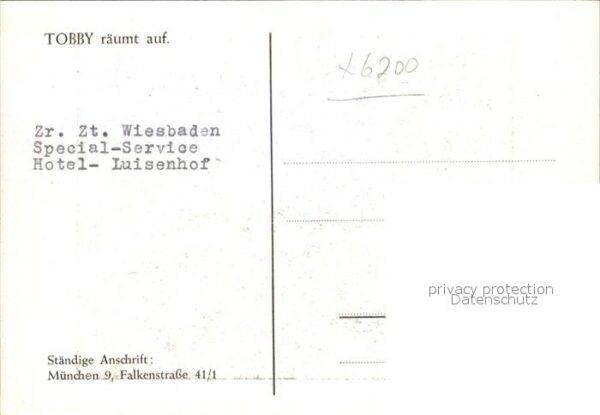 TOBBY räumt auf.
x6200
Zr. Zt. Wiesbaden
Special-Service
Hotel- Luisenhof
privacy protection
Datenschutz
Ständige Anschrift:
München 9, Falkenstraße 41/1